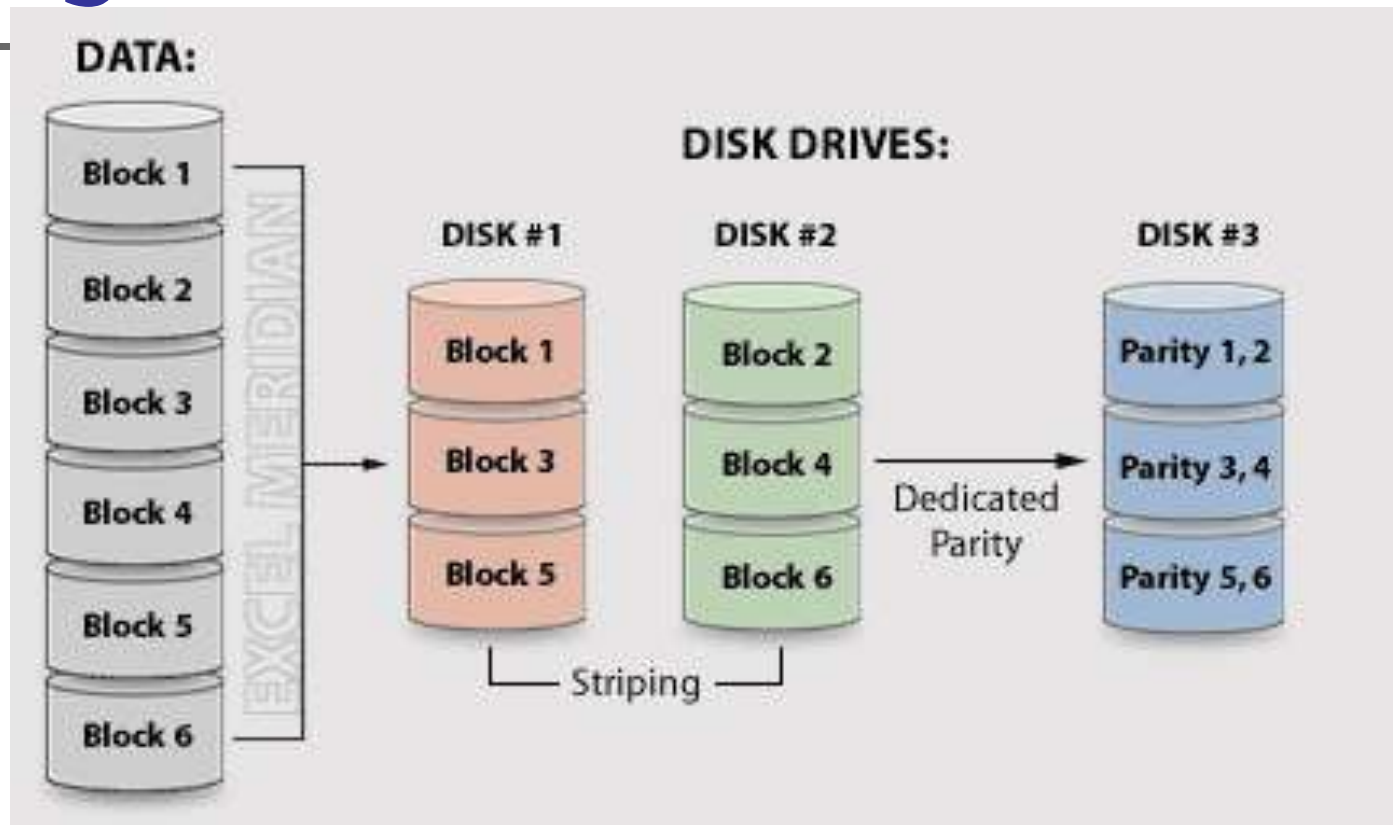 DATA:
Block 1
Block 2
Block 3
Block 4
Block 5
Block 6
EXCEL MERIDIAN
DISK DRIVES:
DISK #1
Block 1
Block 3
Block 5
DISK #2
Block 2
Block 4
Block 6
Striping
Dedicated
Parity
DISK #3
Parity 1, 2
Parity 3, 4
Parity 5, 6